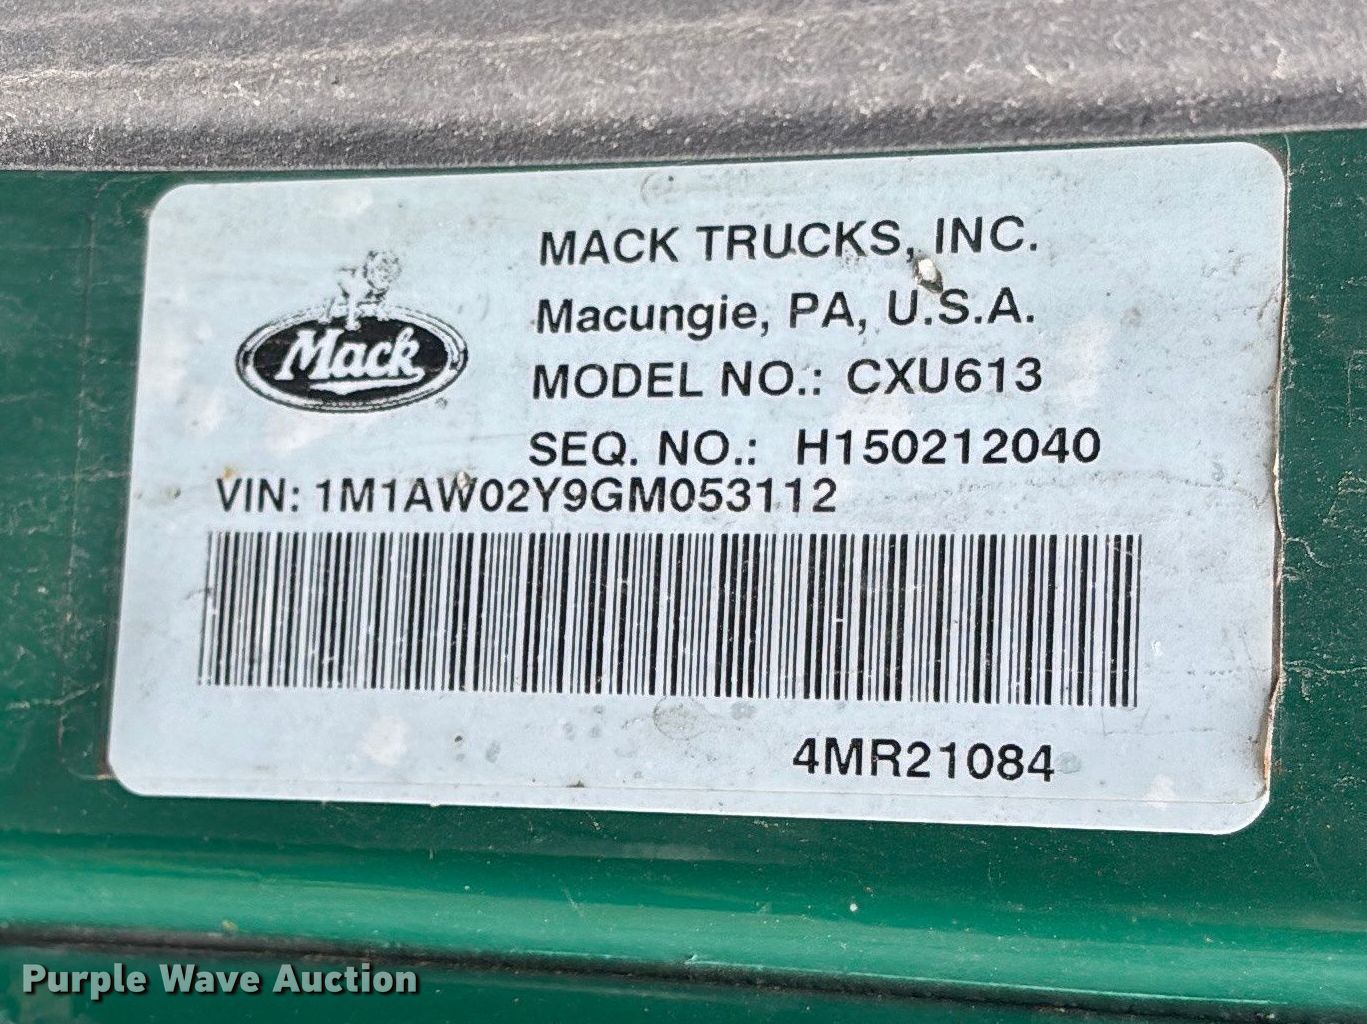 MACK TRUCKS, INC.
Macungie, PA, U.S.A.
Mack
MODEL NO.: CXU613
SEQ. NO.: H150212040
VIN: 1M1AW02Y9GM053112
4MR21084
Purple Wave Auction